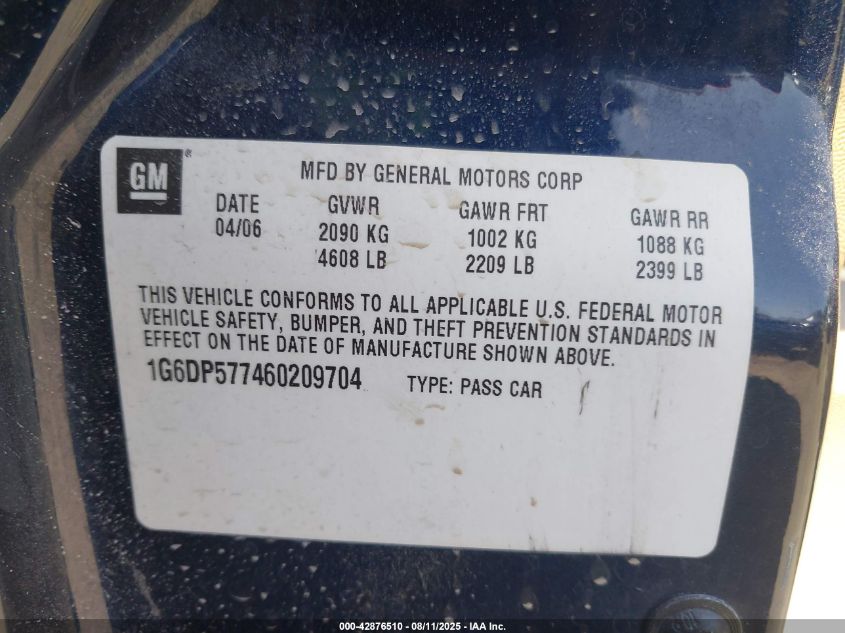 GM ®
MFD BY GENERAL MOTORS CORP
DATE GVWR GAWR FRT GAWR RR
04/06 2090 KG 1002 KG 1088 KG
4608 LB 2209 LB 2399 LB
THIS VEHICLE CONFORMS TO ALL APPLICABLE U.S. FEDERAL MOTOR
VEHICLE SAFETY, BUMPER, AND THEFT PREVENTION STANDARDS IN
EFFECT ON THE DATE OF MANUFACTURE SHOWN ABOVE.
1G6DP577460209704 TYPE: PASS CAR
000-42876510 - 08/11/2025 - IAA Inc.